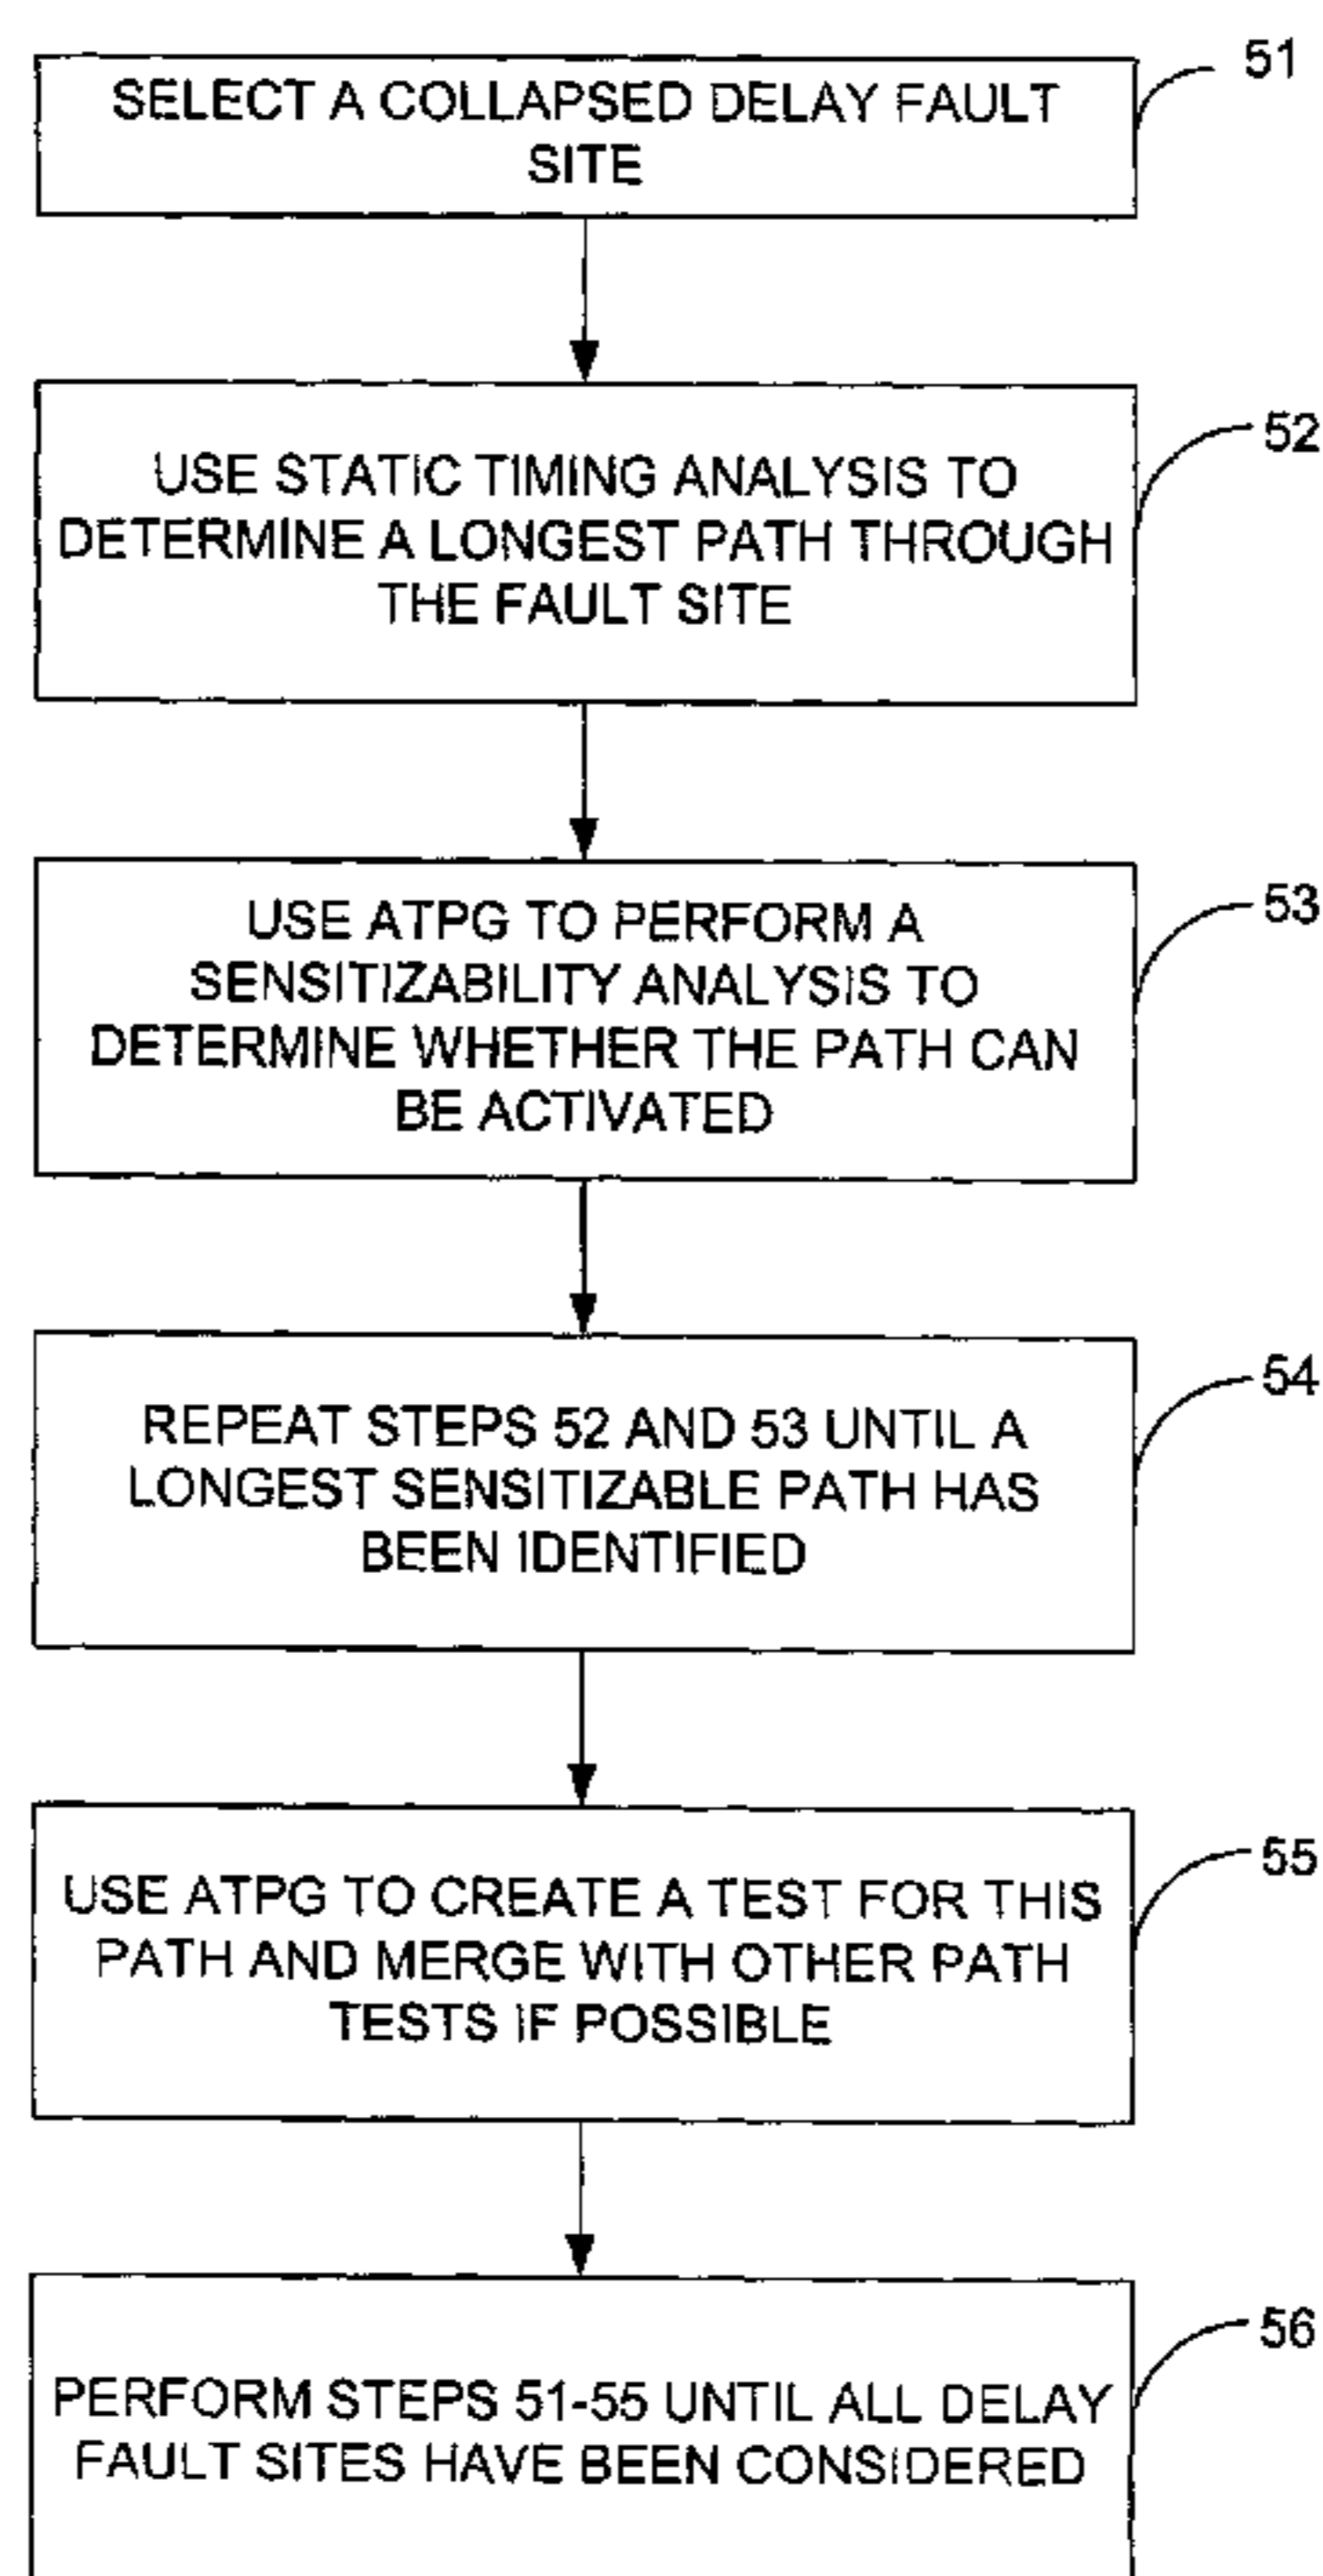 51
SELECT A COLLAPSED DELAY FAULT
SITE
52
USE STATIC TIMING ANALYSIS TO
DETERMINE A LONGEST PATH THROUGH
THE FAULT SITE
53
USE ATPG TO PERFORM A
SENSITIZABILITY ANALYSIS TO
DETERMINE WHETHER THE PATH CAN
BE ACTIVATED
54
REPEAT STEPS 52 AND 53 UNTIL A
LONGEST SENSITIZABLE PATH HAS
BEEN IDENTIFIED
55
USE ATPG TO CREATE A TEST FOR THIS
PATH AND MERGE WITH OTHER PATH
TESTS IF POSSIBLE
56
PERFORM STEPS 51-55 UNTIL ALL DELAY
FAULT SITES HAVE BEEN CONSIDERED